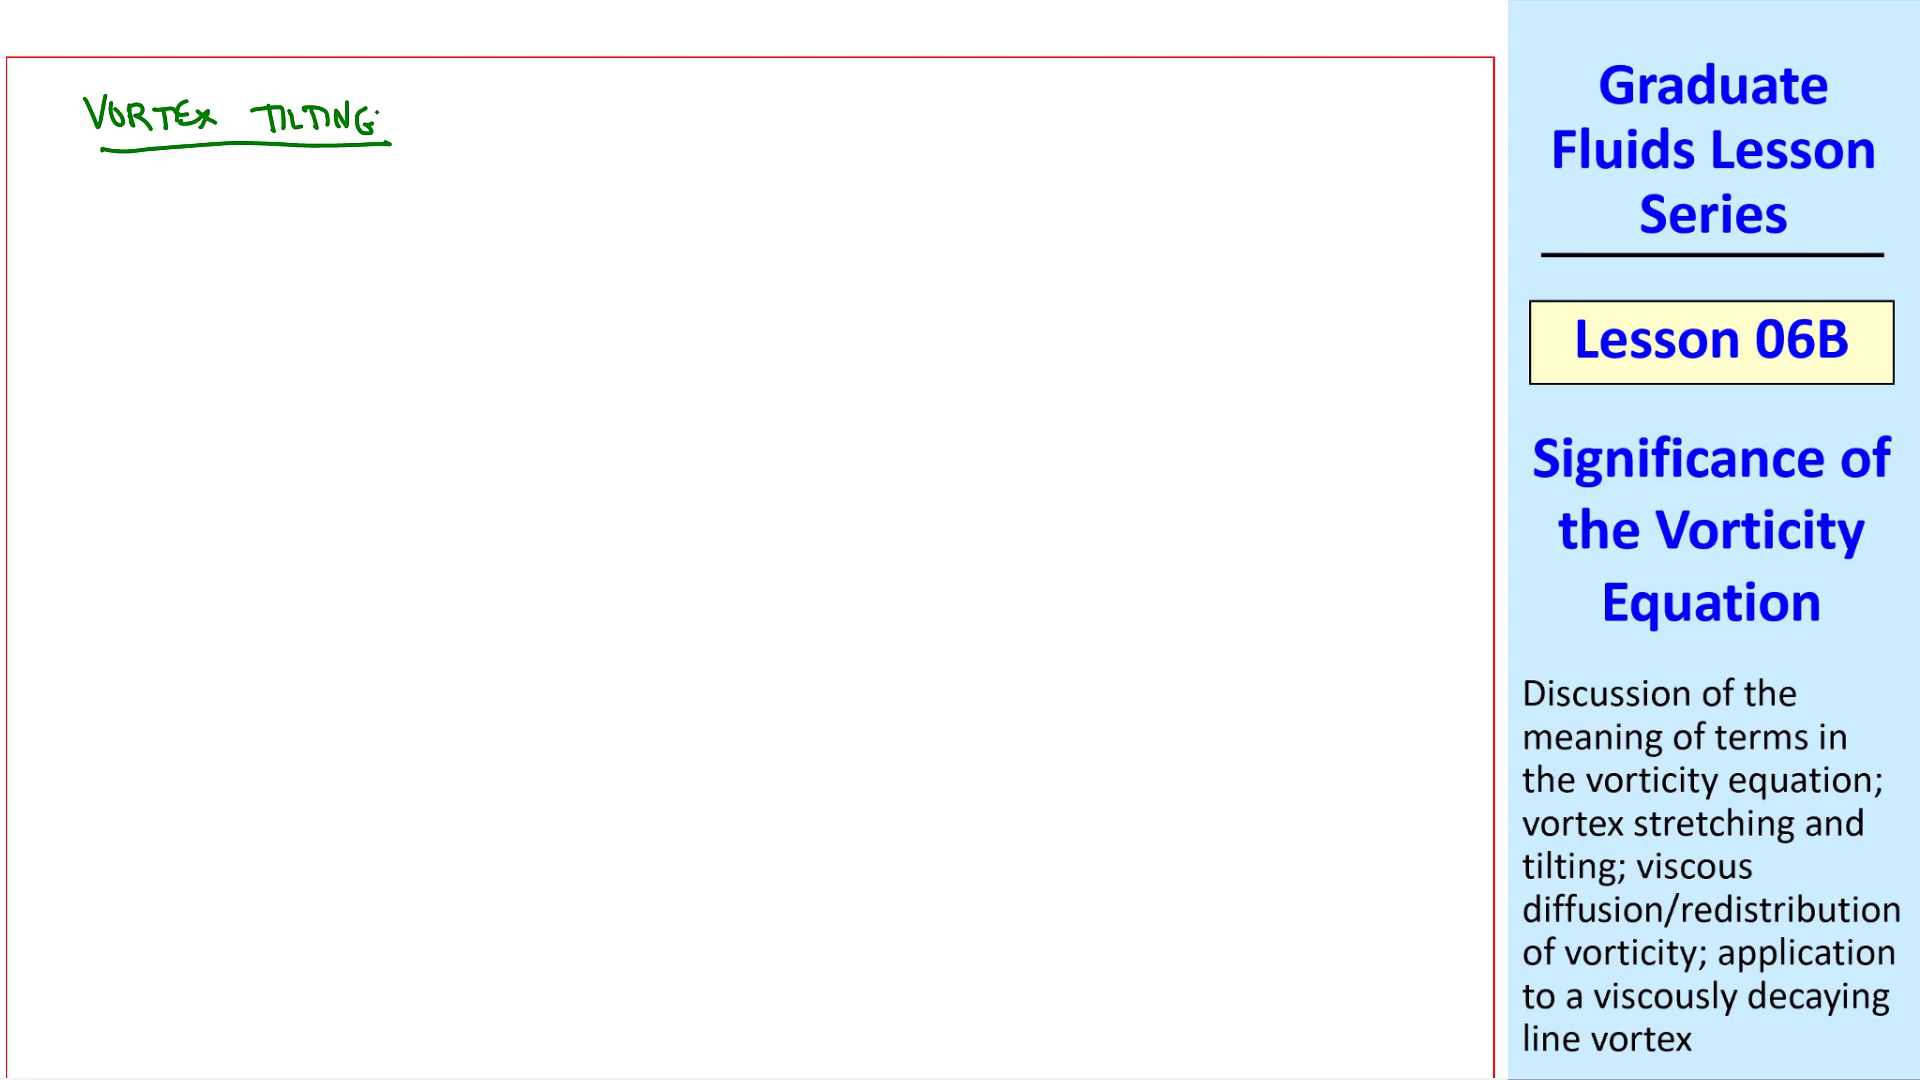 VORTEX TILTING:
Graduate
Fluids Lesson
Series
Lesson 06B
Significance of
the Vorticity
Equation
Discussion of the
meaning of terms in
the vorticity equation;
vortex stretching and
tilting; viscous
diffusion/redistribution
of vorticity; application
to a viscously decaying
line vortex